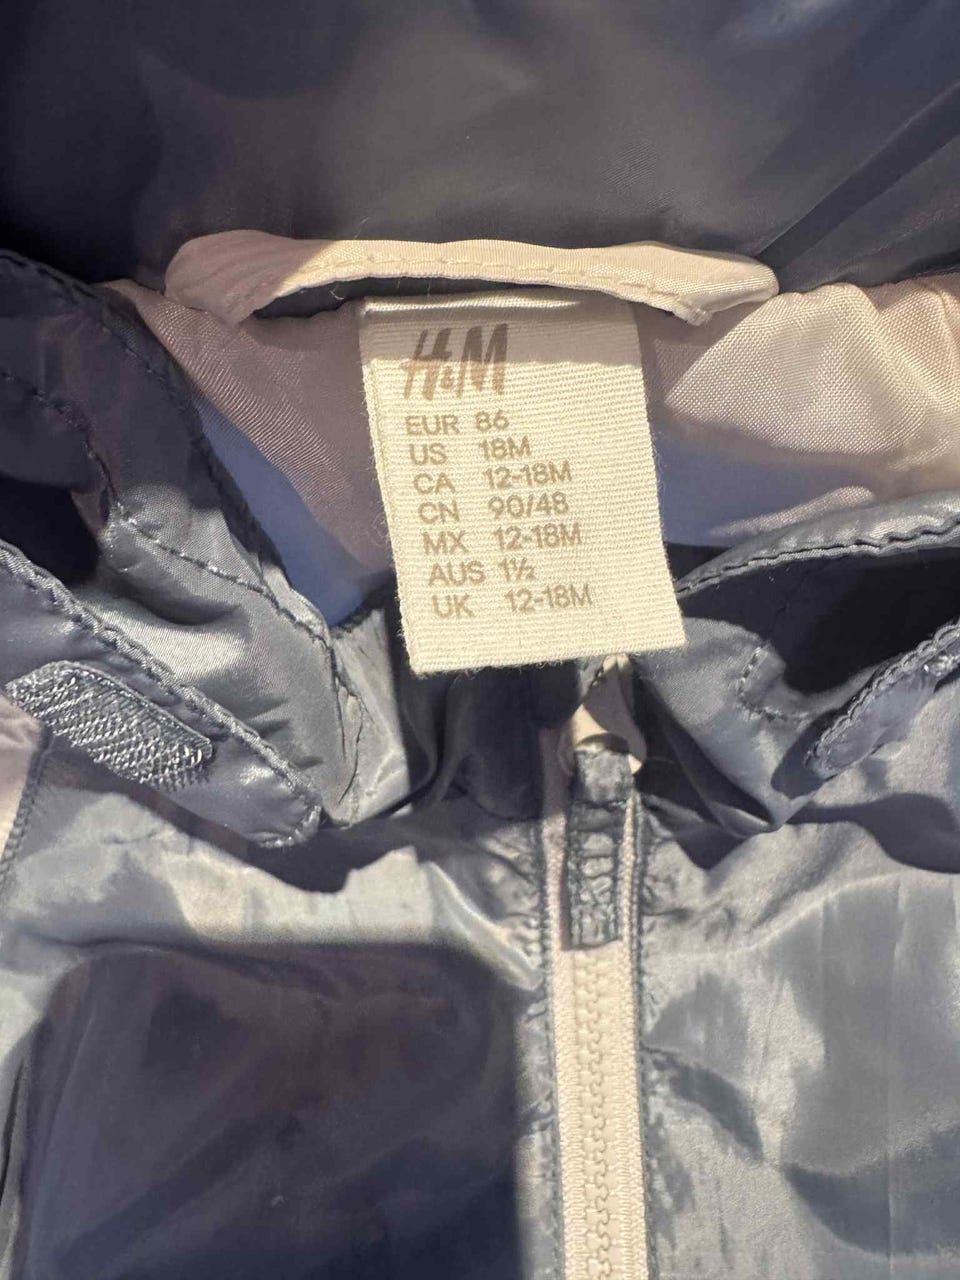 H&M
EUR 86
US 18M
CA 12-18M
CN 90/48
MX 12-18M
AUS 1½
UK 12-18M